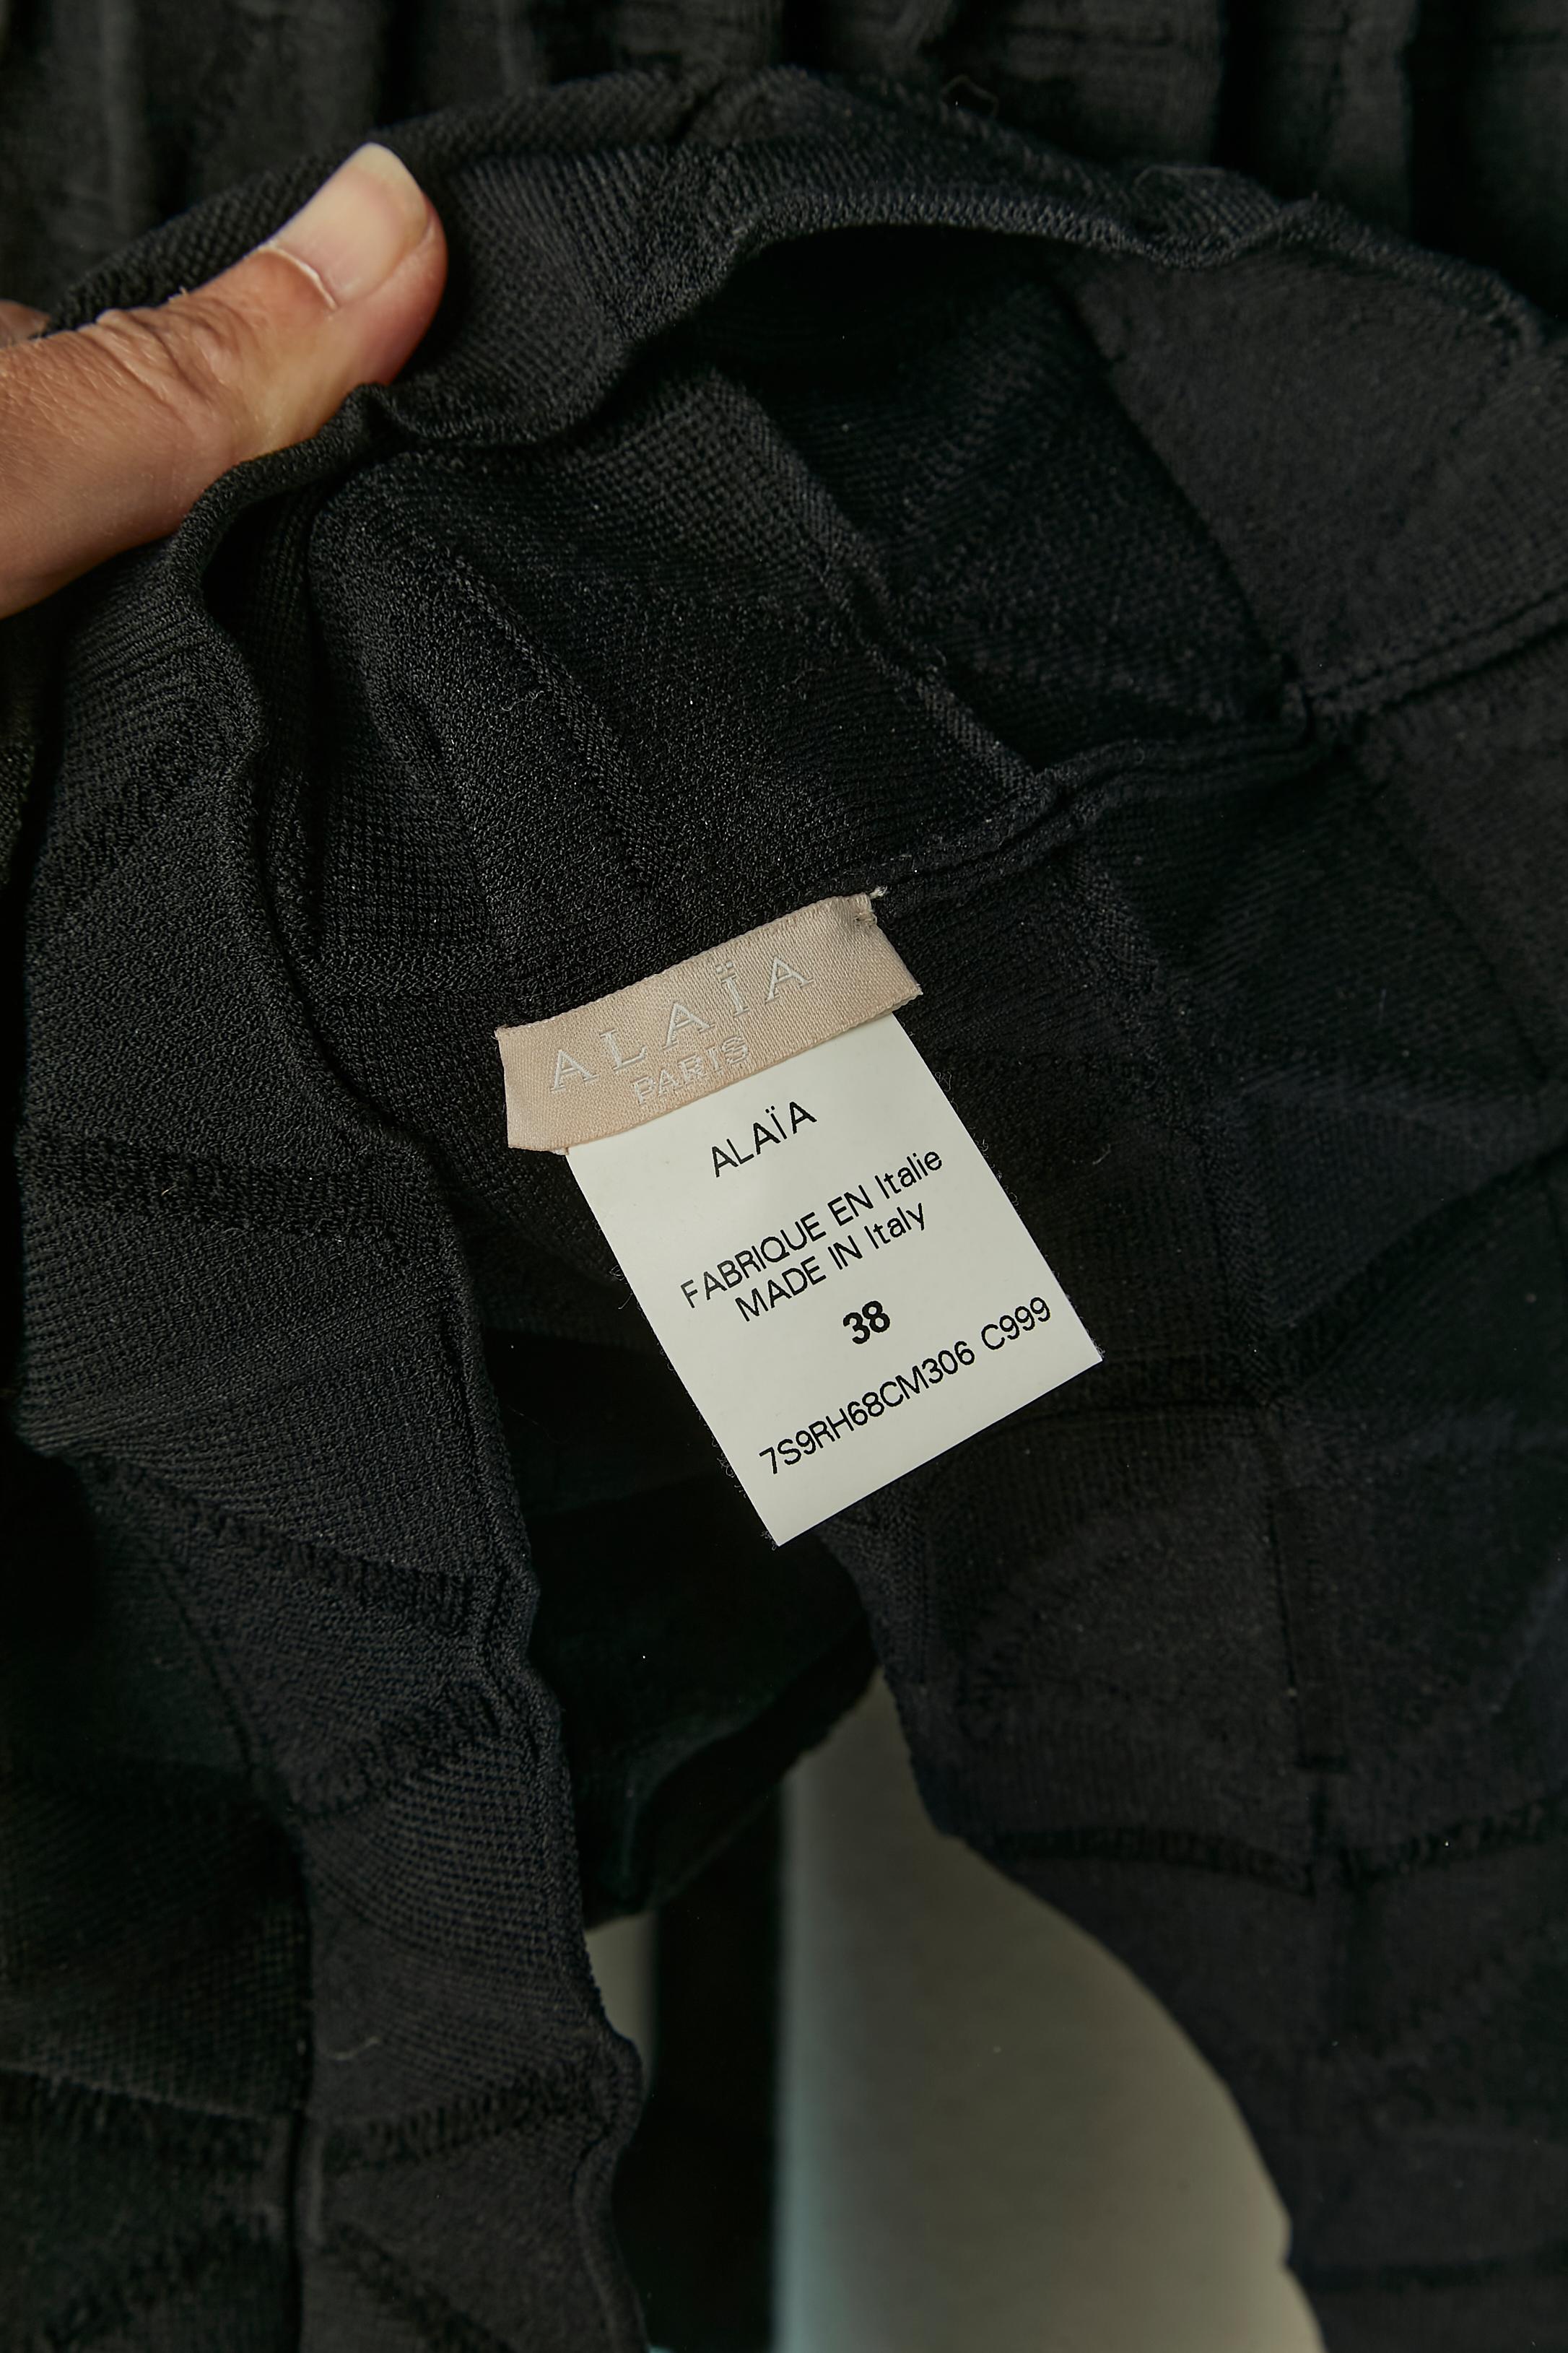 ALAÏA
PARIS
ALAÏA
FABRIQUE EN Italie
MADE IN Italy
38
7S9RH68CM306 C999